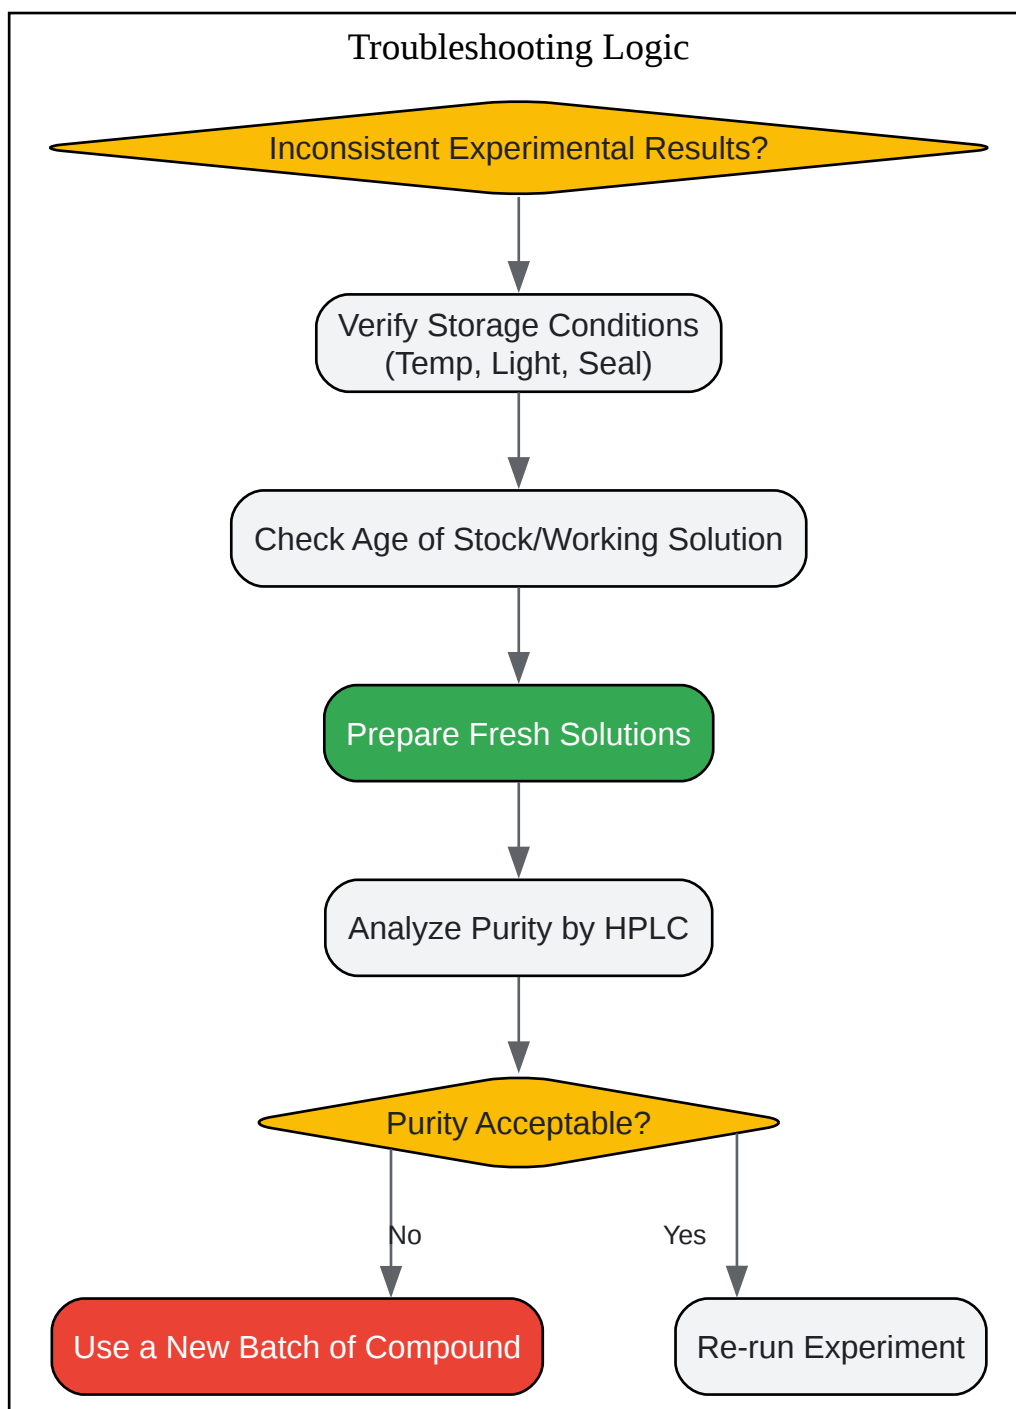 Troubleshooting Logic
Inconsistent Experimental Results?
Verify Storage Conditions
(Temp, Light, Seal)
Check Age of Stock/Working Solution
Prepare Fresh Solutions
Analyze Purity by HPLC
Purity Acceptable?
No
Yes
Use a New Batch of Compound
Re-run Experiment